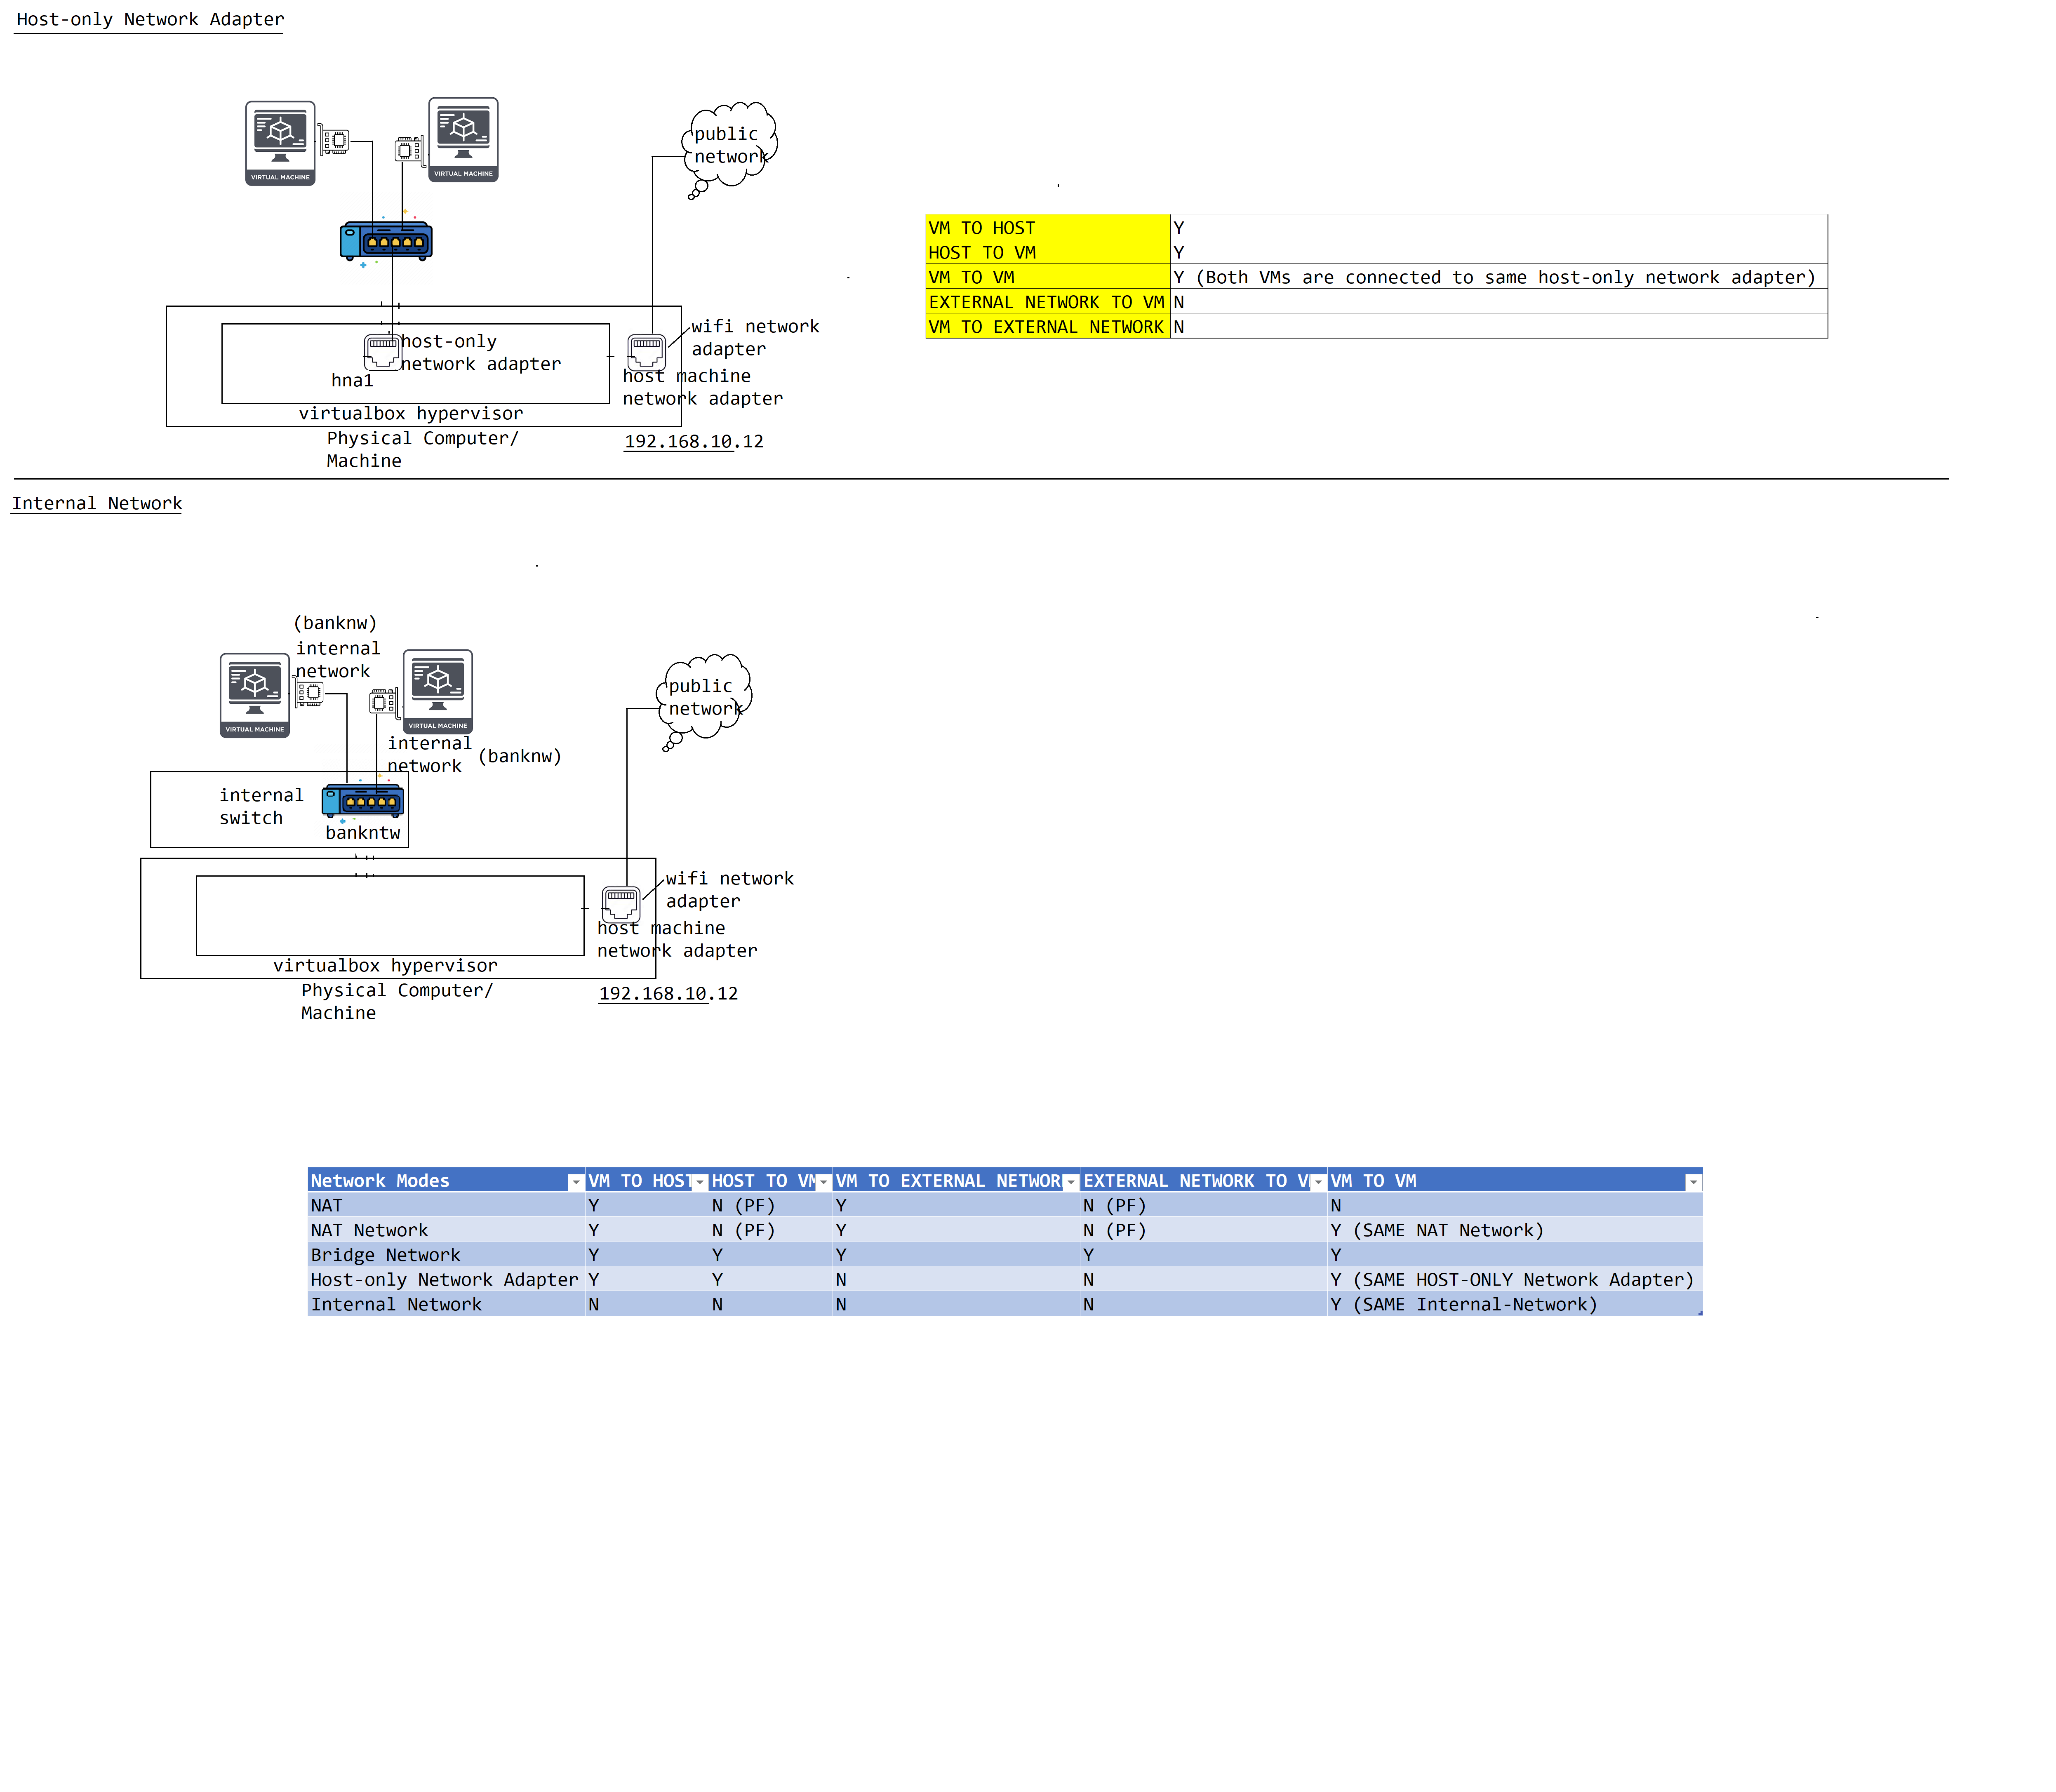 Host-only Network Adapter
VIRTUAL MACHINE
VIRTUAL MACHINE
public
network
VM TO HOST Y
HOST TO VM Y
VM TO VM Y (Both VMs are connected to same host-only network adapter)
EXTERNAL NETWORK TO VM N
VM TO EXTERNAL NETWORK N
host-only
network adapter
hna1
wifi network
adapter
host machine
network adapter
virtualbox hypervisor
Physical Computer/
Machine
192.168.10.12
Internal Network
(banknw)
internal
network
VIRTUAL MACHINE
VIRTUAL MACHINE
internal
network
(banknw)
public
network
internal
switch
bankntw
wifi network
adapter
host machine
network adapter
virtualbox hypervisor
Physical Computer/
Machine
192.168.10.12
Network Modes VM TO HOST HOST TO VM VM TO EXTERNAL NETWOR EXTERNAL NETWORK TO V VM TO VM
NAT Y N (PF) Y N (PF) N
NAT Network Y N (PF) Y N (PF) Y (SAME NAT Network)
Bridge Network Y Y Y Y Y
Host-only Network Adapter Y Y N N Y (SAME HOST-ONLY Network Adapter)
Internal Network N N N N Y (SAME Internal-Network)